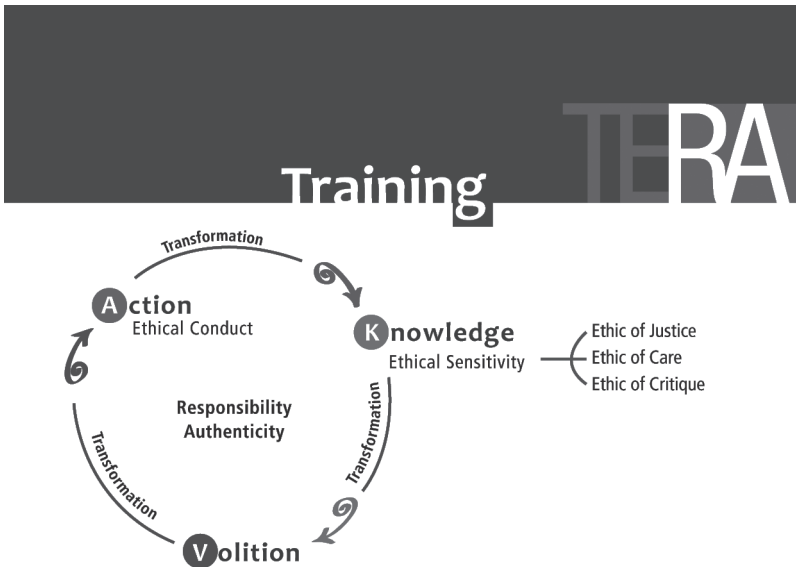 TERA
Training
Transformation
Action
Ethical Conduct
Knowledge
Ethical Sensitivity
Ethic of Justice
Ethic of Care
Ethic of Critique
Responsibility
Authenticity
Transformation
Transformation
Volition